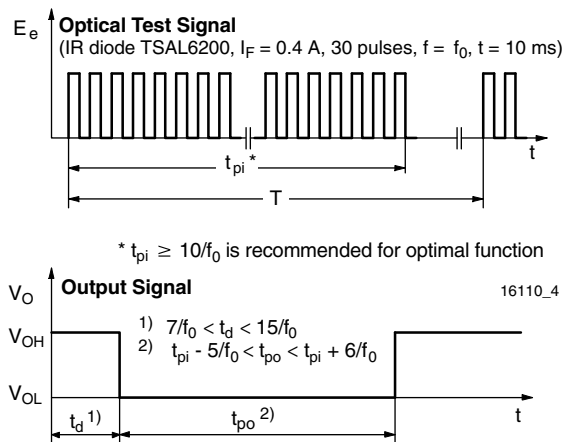 E_e Optical Test Signal
(IR diode TSAL6200, I_F = 0.4 A, 30 pulses, f = f_0, t = 10 ms)
t
t_pi *
T
* t_pi ≥ 10/f_0 is recommended for optimal function
V_O Output Signal 16110_4
V_OH
1) 7/f_0 < t_d < 15/f_0
2) t_pi - 5/f_0 < t_po < t_pi + 6/f_0
V_OL
t_d 1) t_po 2) t